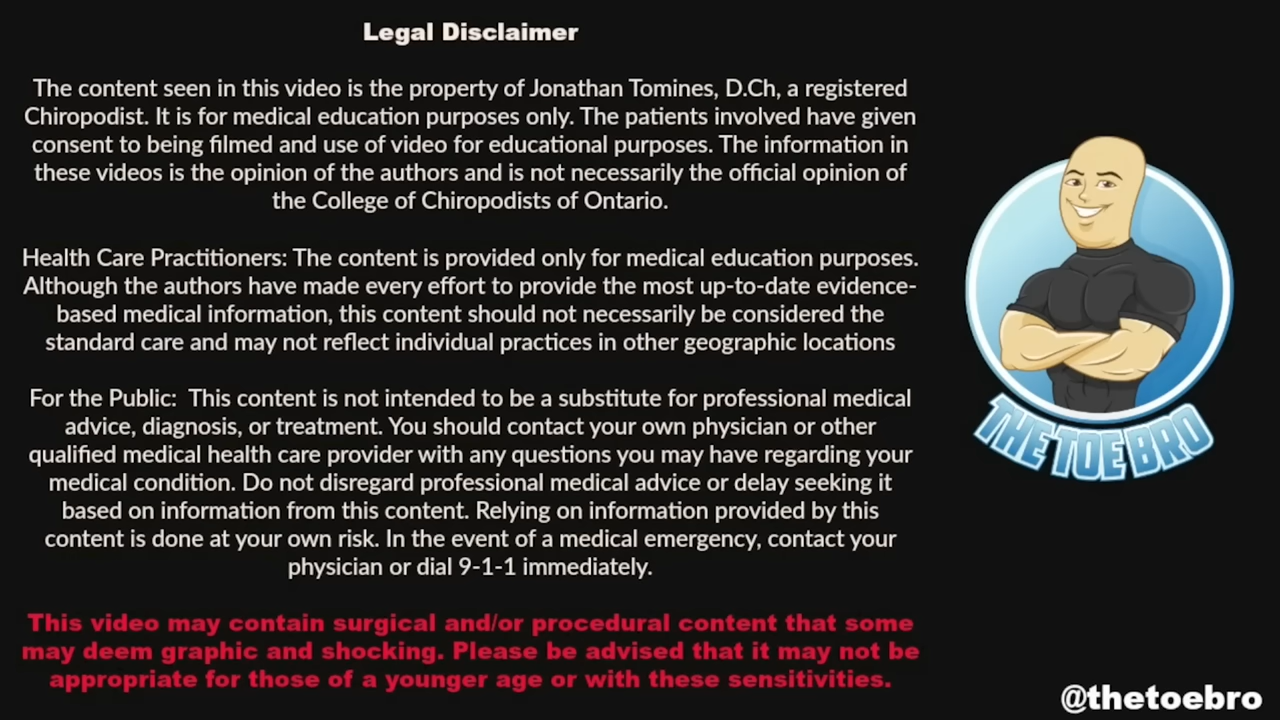 Legal Disclaimer
The content seen in this video is the property of Jonathan Tomines, D.Ch, a registered
Chiropodist. It is for medical education purposes only. The patients involved have given
consent to being filmed and use of video for educational purposes. The information in
these videos is the opinion of the authors and is not necessarily the official opinion of
the College of Chiropodists of Ontario.
Health Care Practitioners: The content is provided only for medical education purposes.
Although the authors have made every effort to provide the most up-to-date evidence-
based medical information, this content should not necessarily be considered the
standard care and may not reflect individual practices in other geographic locations
For the Public:  This content is not intended to be a substitute for professional medical
advice, diagnosis, or treatment. You should contact your own physician or other
qualified medical health care provider with any questions you may have regarding your
medical condition. Do not disregard professional medical advice or delay seeking it
based on information from this content. Relying on information provided by this
content is done at your own risk. In the event of a medical emergency, contact your
physician or dial 9-1-1 immediately.
This video may contain surgical and/or procedural content that some
may deem graphic and shocking. Please be advised that it may not be
appropriate for those of a younger age or with these sensitivities.
THE TOE BRO
@thetoebro